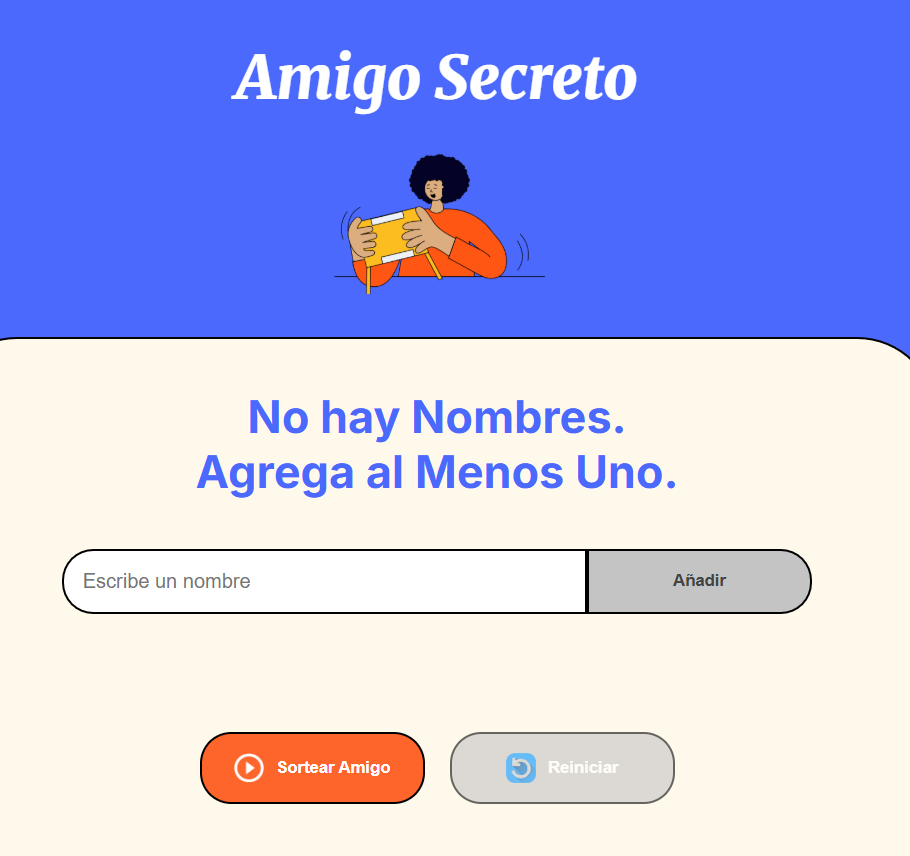 Amigo Secreto
No hay Nombres.
Agrega al Menos Uno.
Escribe un nombre
Añadir
Sortear Amigo
Reiniciar